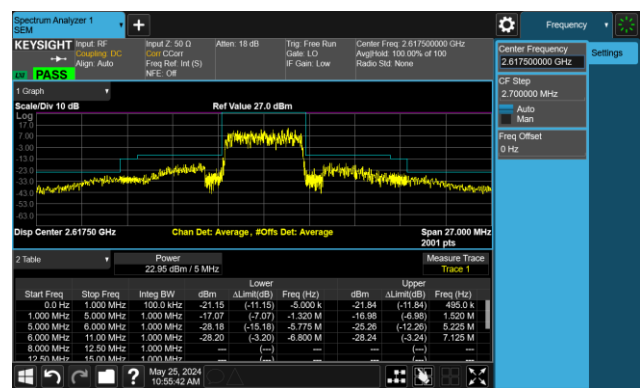 Spectrum Analyzer 1
SEM
Frequency
KEYSIGHT
Input: RF
Coupling: DC
Align: Auto
Input Z: 50 Ω
Corr CCorr
Freq Ref: Int (S)
NFE: Off
Atten: 18 dB
Trig: Free Run
Gate: LO
IF Gain: Low
Center Freq: 2.617500000 GHz
Avg|Hold: 100.00% of 100
Radio Std: None
PASS
Center Frequency
2.617500000 GHz
Settings
CF Step
2.700000 MHz
Auto
Man
Freq Offset
0 Hz
1 Graph
Scale/Div 10 dB
Ref Value 27.0 dBm
Log
17.0
7.00
-3.00
-13.0
-23.0
-33.0
-43.0
-53.0
-63.0
Disp Center 2.61750 GHz
Chan Det: Average , #Offs Det: Average
Span 27.000 MHz
2001 pts
2 Table
Power
22.95 dBm / 5 MHz
Measure Trace
Trace 1
Lower Upper
Start Freq Stop Freq Integ BW dBm ΔLimit(dB) Freq (Hz) dBm ΔLimit(dB) Freq (Hz)
0.0 Hz 1.000 MHz 100.0 kHz -21.15 (-11.15) -5.000 k -21.84 (-11.84) 495.0 k
1.000 MHz 5.000 MHz 1.000 MHz -17.07 (-7.07) -1.320 M -16.98 (-6.98) 1.520 M
5.000 MHz 6.000 MHz 1.000 MHz -28.18 (-15.18) -5.775 M -25.26 (-12.26) 5.225 M
6.000 MHz 11.00 MHz 1.000 MHz -28.20 (-3.20) -6.800 M -28.24 (-3.24) 7.125 M
8.000 MHz 12.50 MHz 1.000 MHz --- (---) --- --- (---) ---
12.50 MHz 15.00 MHz 1.000 MHz --- (---) --- --- (---) ---
?
May 25, 2024
10:55:42 AM